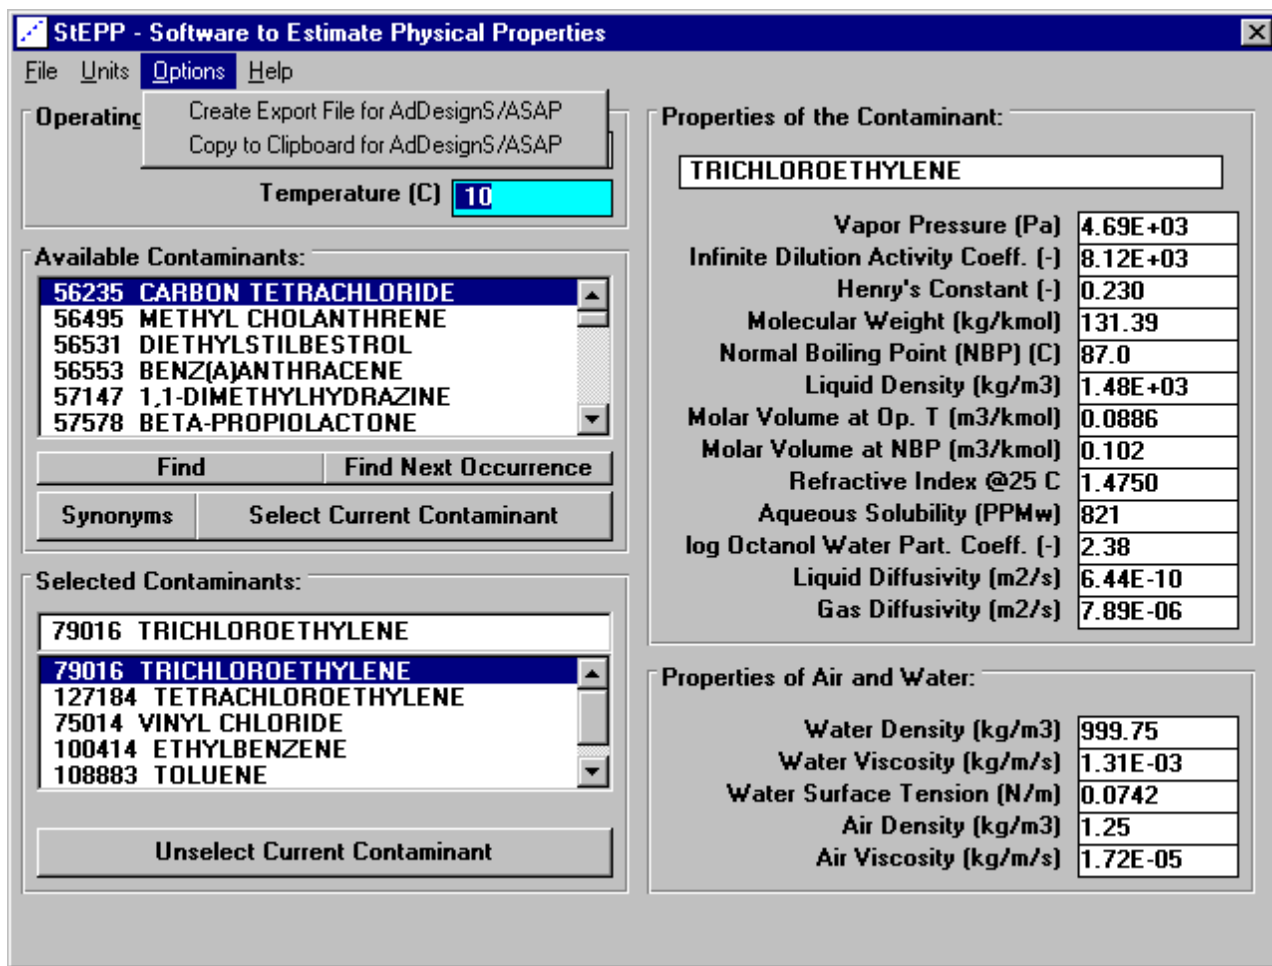 StEPP - Software to Estimate Physical Properties
File Units Options Help
Create Export File for AdDesignS/ASAP
Copy to Clipboard for AdDesignS/ASAP
Operating
Temperature (C) 10
Available Contaminants:
56235 CARBON TETRACHLORIDE
56495 METHYL CHOLANTHRENE
56531 DIETHYLSTILBESTROL
56553 BENZ(A)ANTHRACENE
57147 1,1-DIMETHYLHYDRAZINE
57578 BETA-PROPIOLACTONE
Find Find Next Occurrence
Synonyms Select Current Contaminant
Selected Contaminants:
79016 TRICHLOROETHYLENE
79016 TRICHLOROETHYLENE
127184 TETRACHLOROETHYLENE
75014 VINYL CHLORIDE
100414 ETHYLBENZENE
108883 TOLUENE
Unselect Current Contaminant
Properties of the Contaminant:
TRICHLOROETHYLENE
Vapor Pressure (Pa) 4.69E+03
Infinite Dilution Activity Coeff. (-) 8.12E+03
Henry's Constant (-) 0.230
Molecular Weight (kg/kmol) 131.39
Normal Boiling Point (NBP) (C) 87.0
Liquid Density (kg/m3) 1.48E+03
Molar Volume at Op. T (m3/kmol) 0.0886
Molar Volume at NBP (m3/kmol) 0.102
Refractive Index @25 C 1.4750
Aqueous Solubility (PPMw) 821
log Octanol Water Part. Coeff. (-) 2.38
Liquid Diffusivity (m2/s) 6.44E-10
Gas Diffusivity (m2/s) 7.89E-06
Properties of Air and Water:
Water Density (kg/m3) 999.75
Water Viscosity (kg/m/s) 1.31E-03
Water Surface Tension (N/m) 0.0742
Air Density (kg/m3) 1.25
Air Viscosity (kg/m/s) 1.72E-05